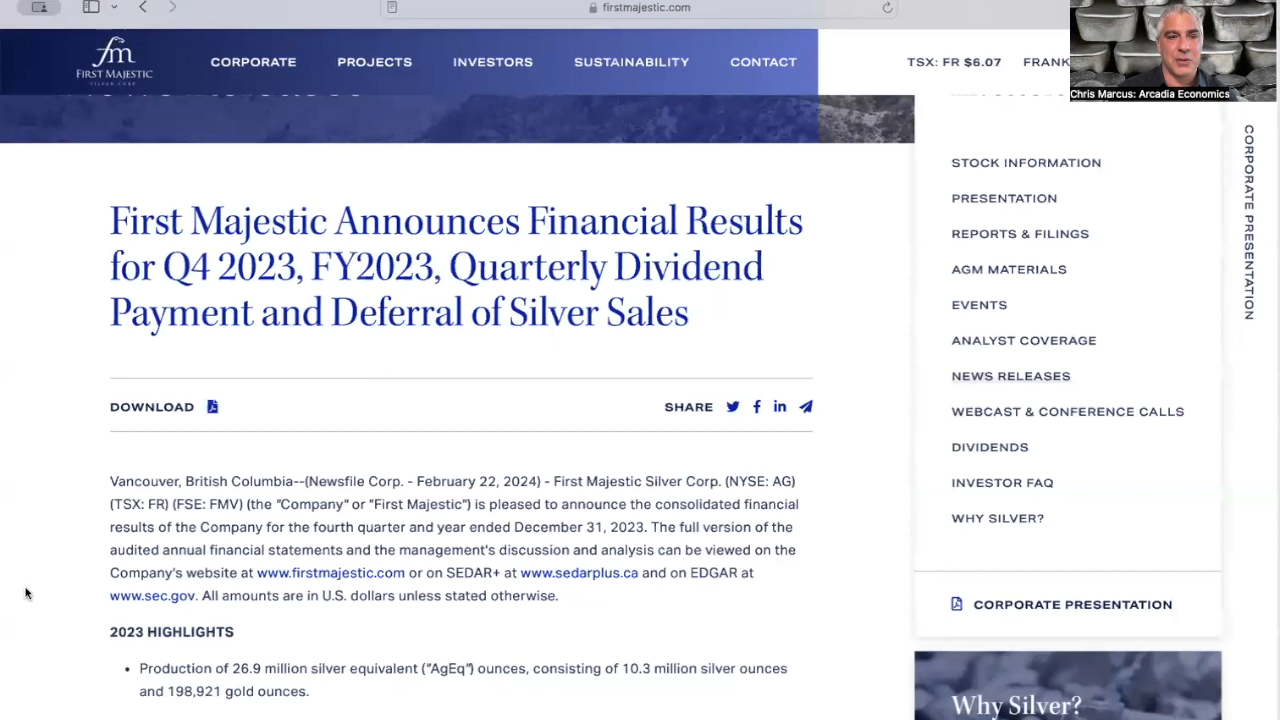 firstmajestic.com
fm
FIRST MAJESTIC
SILVER CORP.
CORPORATE
PROJECTS
INVESTORS
SUSTAINABILITY
CONTACT
TSX: FR $6.07
FRANK
Chris Marcus: Arcadia Economics
First Majestic Announces Financial Results
for Q4 2023, FY2023, Quarterly Dividend
Payment and Deferral of Silver Sales
DOWNLOAD
SHARE
Vancouver, British Columbia--(Newsfile Corp. - February 22, 2024) - First Majestic Silver Corp. (NYSE: AG)
(TSX: FR) (FSE: FMV) (the "Company" or "First Majestic") is pleased to announce the consolidated financial
results of the Company for the fourth quarter and year ended December 31, 2023. The full version of the
audited annual financial statements and the management's discussion and analysis can be viewed on the
Company's website at www.firstmajestic.com or on SEDAR+ at www.sedarplus.ca and on EDGAR at
www.sec.gov. All amounts are in U.S. dollars unless stated otherwise.
2023 HIGHLIGHTS
• Production of 26.9 million silver equivalent ("AgEq") ounces, consisting of 10.3 million silver ounces
and 198,921 gold ounces.
STOCK INFORMATION
PRESENTATION
REPORTS & FILINGS
AGM MATERIALS
EVENTS
ANALYST COVERAGE
NEWS RELEASES
WEBCAST & CONFERENCE CALLS
DIVIDENDS
INVESTOR FAQ
WHY SILVER?
CORPORATE PRESENTATION
Why Silver?
CORPORATE PRESENTATION